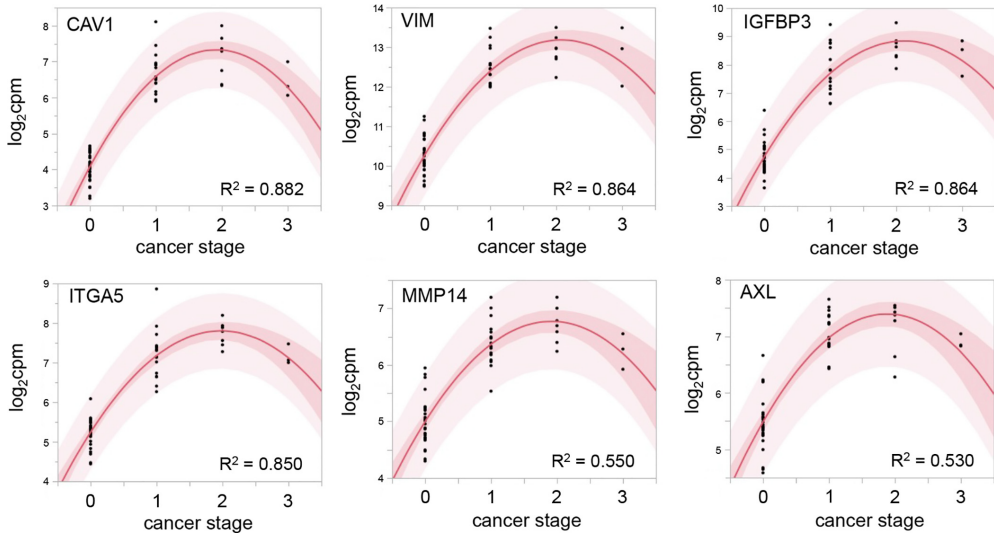 CAV1
8
7
6
5
4
3
log₂cpm
R² = 0.882
0 1 2 3
cancer stage
VIM
14
13
12
11
10
9
log₂cpm
R² = 0.864
0 1 2 3
cancer stage
IGFBP3
10
9
8
7
6
5
4
3
log₂cpm
R² = 0.864
0 1 2 3
cancer stage
ITGA5
9
8
7
6
5
4
log₂cpm
R² = 0.850
0 1 2 3
cancer stage
MMP14
7
6
5
4
log₂cpm
R² = 0.550
0 1 2 3
cancer stage
AXL
8
7
6
5
log₂cpm
R² = 0.530
0 1 2 3
cancer stage